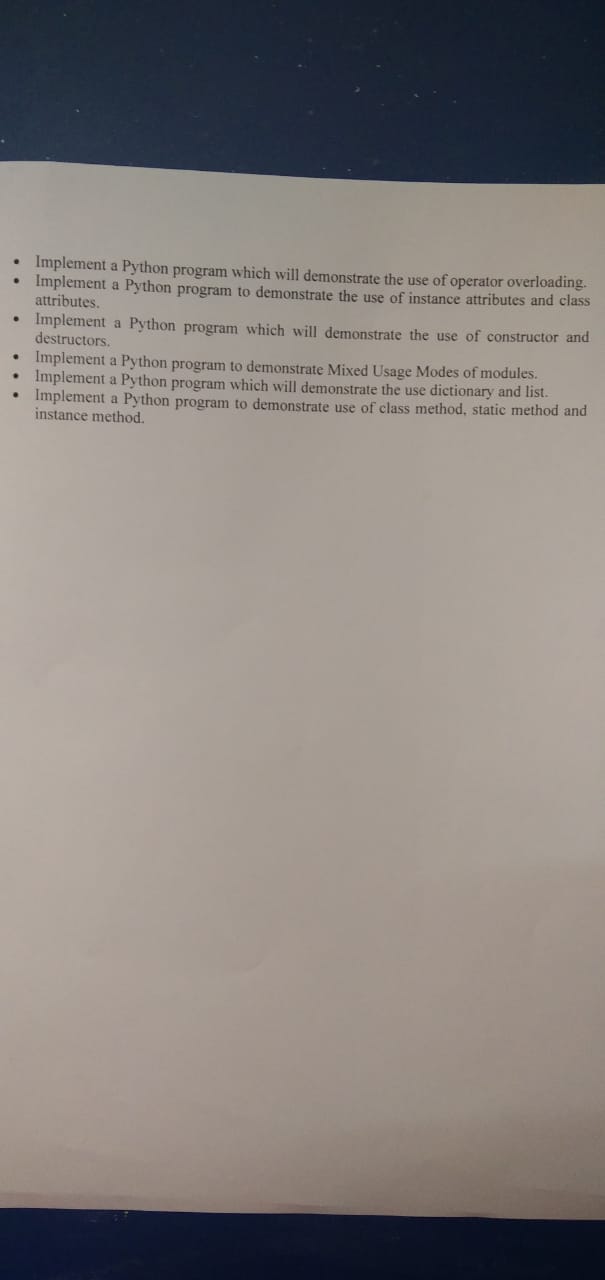 • Implement a Python program which will demonstrate the use of operator overloading.
• Implement a Python program to demonstrate the use of instance attributes and class
attributes.
• Implement a Python program which will demonstrate the use of constructor and
destructors.
• Implement a Python program to demonstrate Mixed Usage Modes of modules.
• Implement a Python program which will demonstrate the use dictionary and list.
• Implement a Python program to demonstrate use of class method, static method and
instance method.